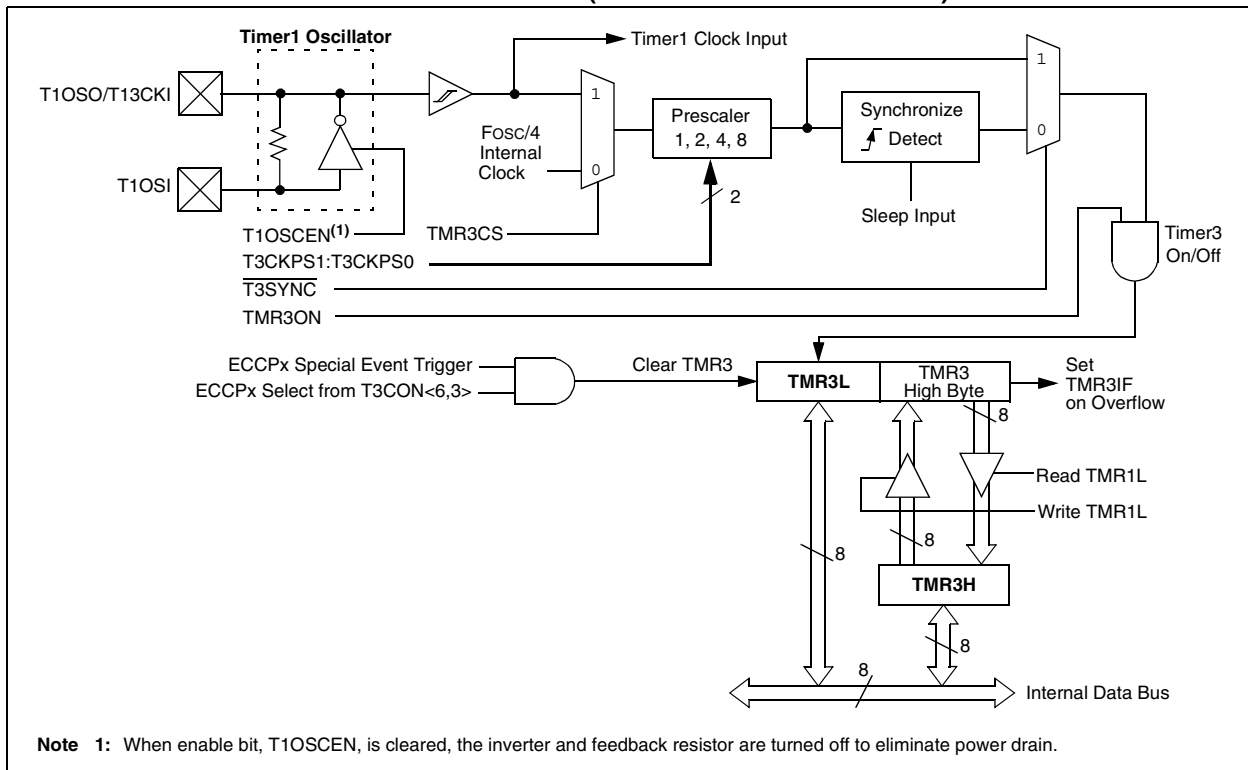 Timer1 Oscillator
Timer1 Clock Input
T1OSO/T13CKI
T1OSI
1
0
FOSC/4
Internal
Clock
Prescaler
1, 2, 4, 8
2
Synchronize
Detect
Sleep Input
1
0
T1OSCEN(1)
TMR3CS
T3CKPS1:T3CKPS0
T3SYNC
TMR3ON
Timer3
On/Off
ECCPx Special Event Trigger
ECCPx Select from T3CON<6,3>
Clear TMR3
TMR3L
TMR3
High Byte
Set
TMR3IF
on Overflow
8
Read TMR1L
Write TMR1L
8
8
TMR3H
8
8
Internal Data Bus
Note 1: When enable bit, T1OSCEN, is cleared, the inverter and feedback resistor are turned off to eliminate power drain.